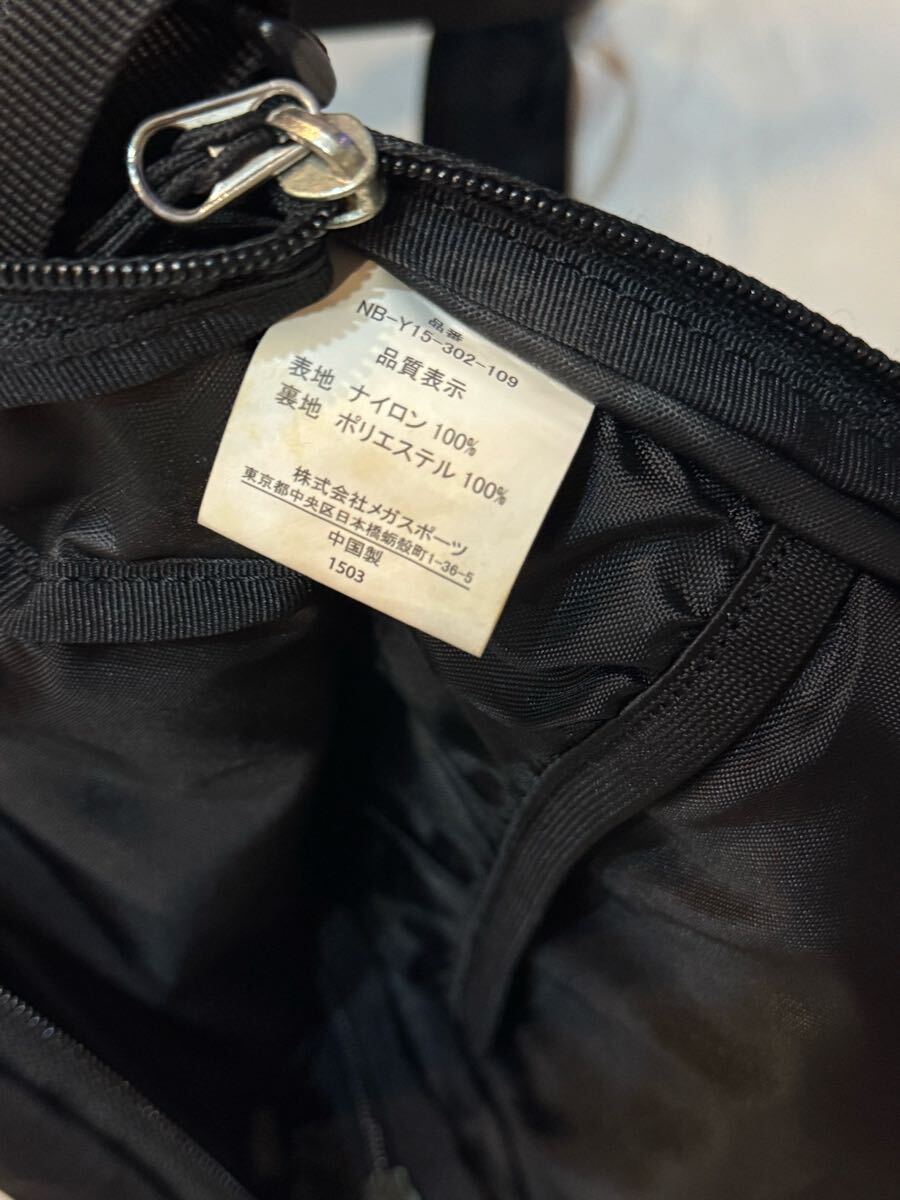 品番
NB-Y15-302-109
品質表示
表地 ナイロン 100%
裏地 ポリエステル 100%
株式会社メガスポーツ
東京都中央区日本橋蛎殻町1-36-5
中国製
1503